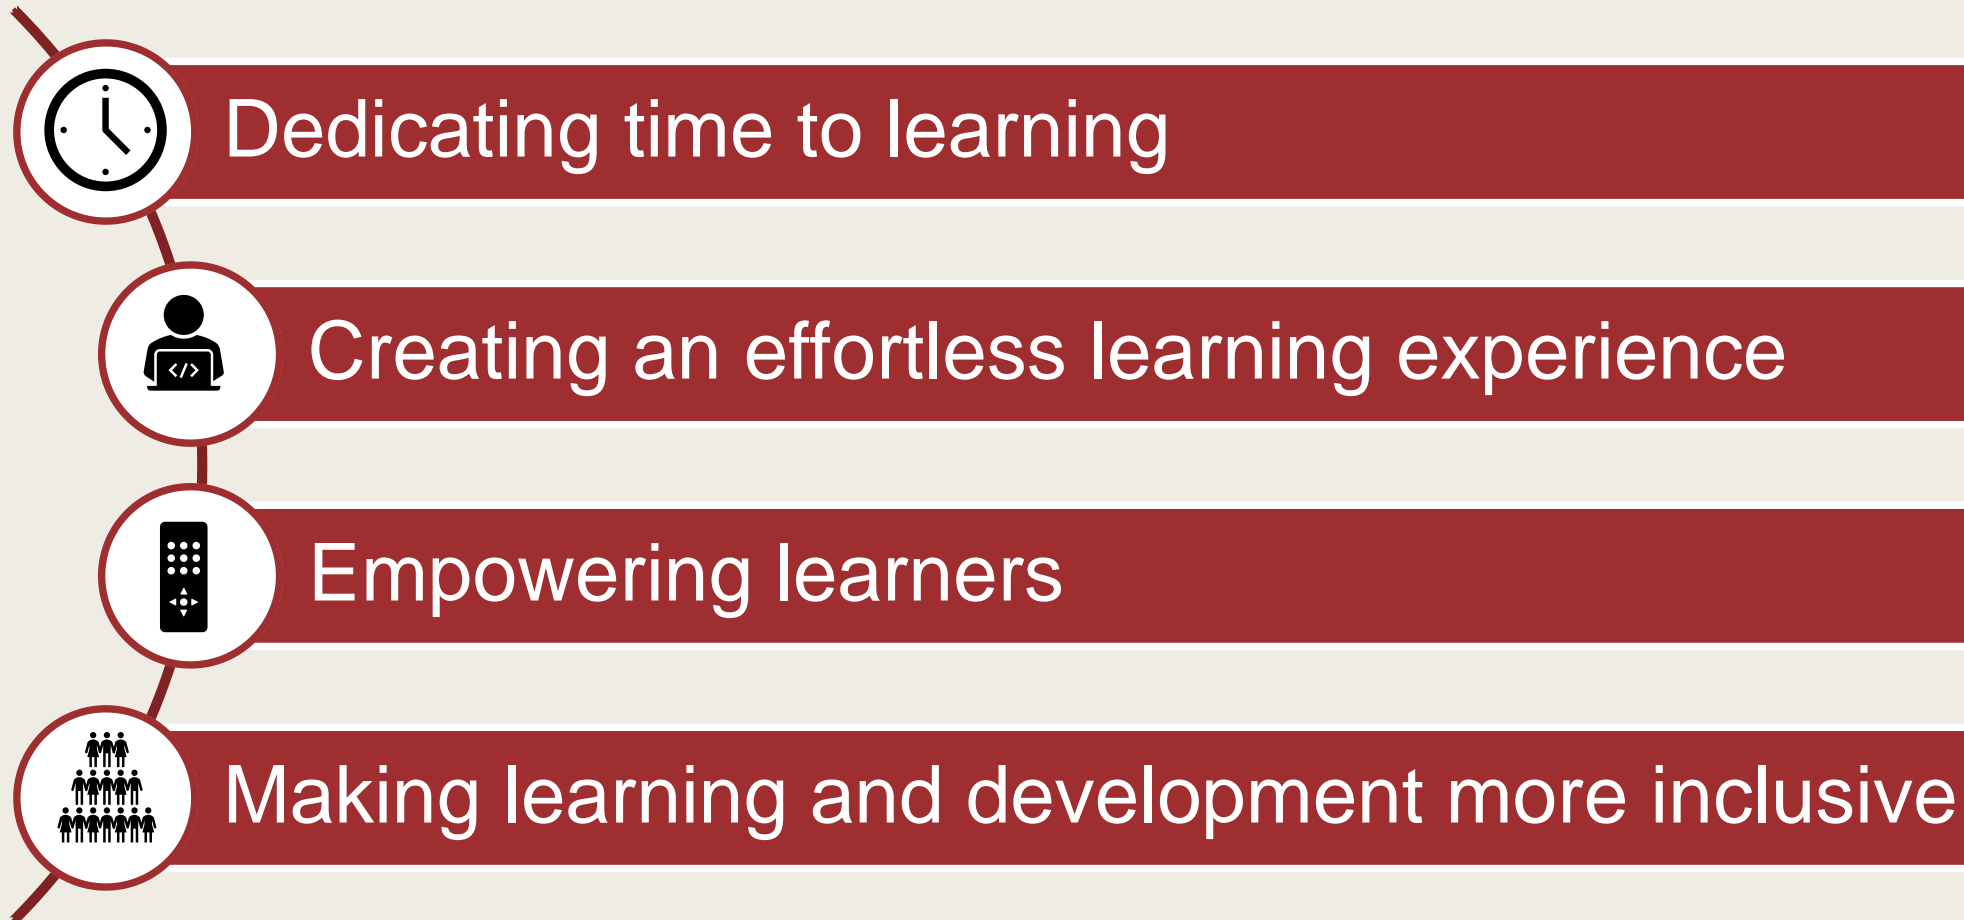 Dedicating time to learning
Creating an effortless learning experience
Empowering learners
Making learning and development more inclusive